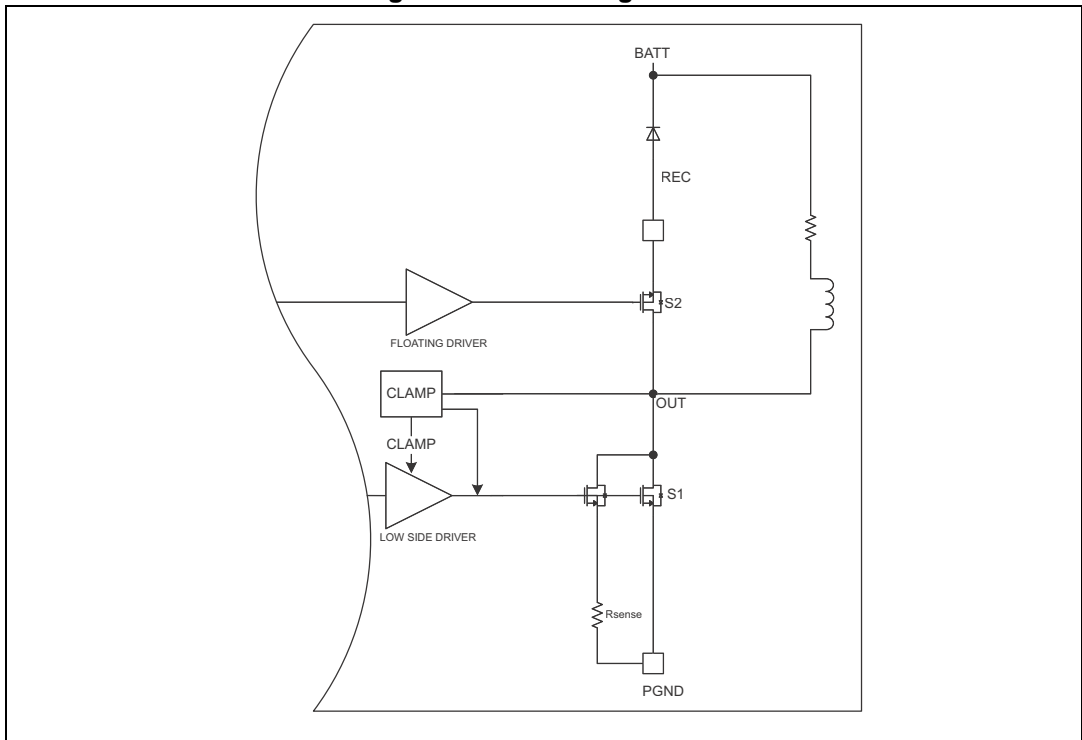 BATT
REC
S2
FLOATING DRIVER
CLAMP
OUT
CLAMP
S1
LOW SIDE DRIVER
Rsense
PGND